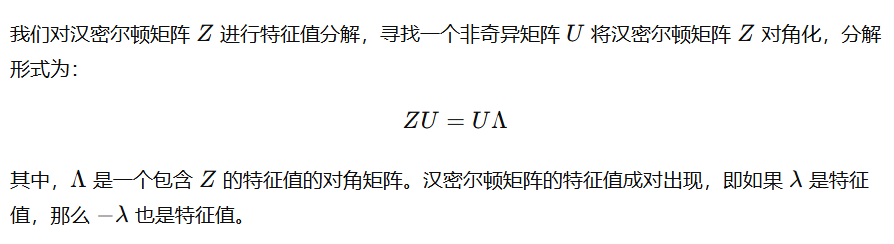 我们对汉密尔顿矩阵 Z 进行特征值分解，寻找一个非奇异矩阵 U 将汉密尔顿矩阵 Z 对角化，分解
形式为：
ZU = UΛ
其中，Λ 是一个包含 Z 的特征值的对角矩阵。汉密尔顿矩阵的特征值成对出现，即如果 λ 是特征
值，那么 −λ 也是特征值。